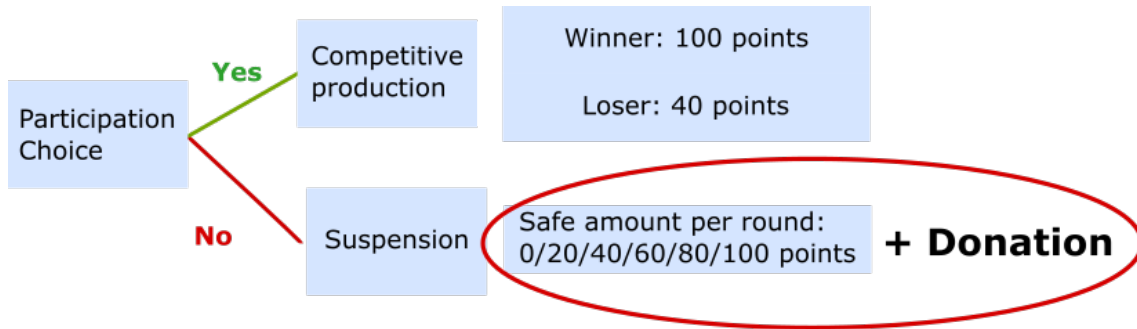 Participation
Choice
Yes
No
Competitive
production
Suspension
Winner: 100 points
Loser: 40 points
Safe amount per round:
0/20/40/60/80/100 points
+ Donation